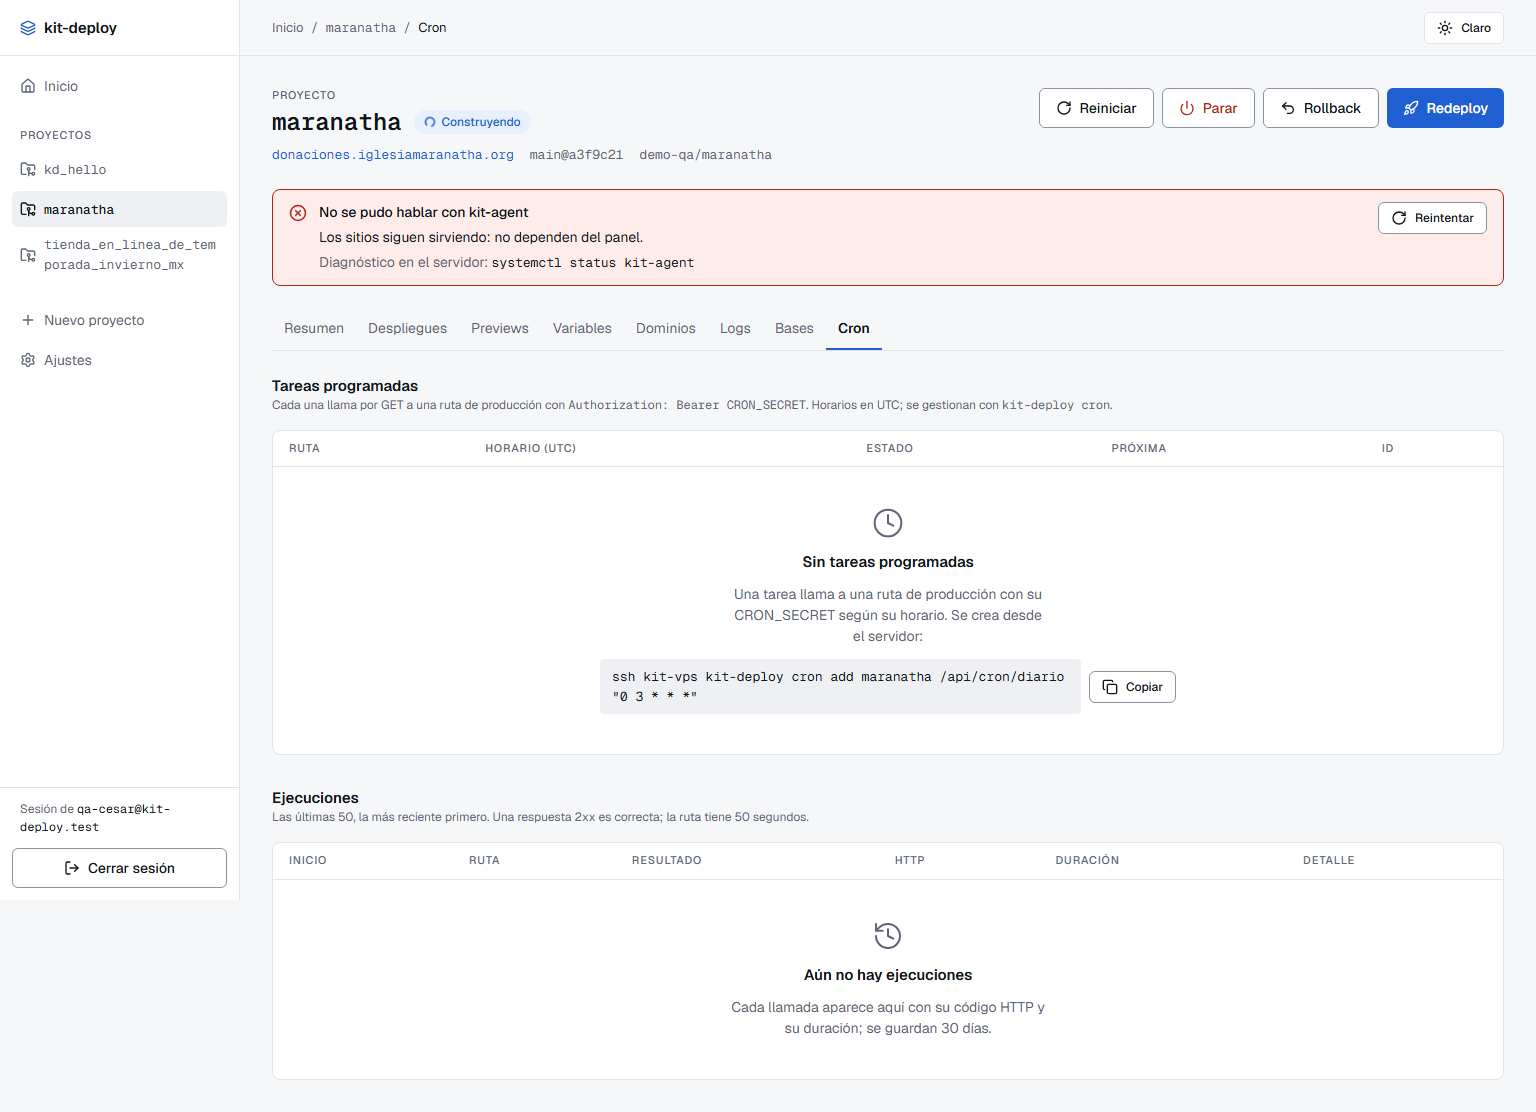 kit-deploy
Inicio / maranatha / Cron
Claro
Inicio
PROYECTOS
kd_hello
maranatha
tienda_en_linea_de_tem
porada_invierno_mx
Nuevo proyecto
Ajustes
Sesión de qa-cesar@kit-
deploy.test
Cerrar sesión
PROYECTO
maranatha
Construyendo
Reiniciar
Parar
Rollback
Redeploy
donaciones.iglesiamaranatha.org main@a3f9c21 demo-qa/maranatha
No se pudo hablar con kit-agent
Los sitios siguen sirviendo: no dependen del panel.
Diagnóstico en el servidor: systemctl status kit-agent
Reintentar
Resumen Despliegues Previews Variables Dominios Logs Bases Cron
Tareas programadas
Cada una llama por GET a una ruta de producción con Authorization: Bearer CRON_SECRET. Horarios en UTC; se gestionan con kit-deploy cron.
RUTA HORARIO (UTC) ESTADO PRÓXIMA ID
Sin tareas programadas
Una tarea llama a una ruta de producción con su
CRON_SECRET según su horario. Se crea desde
el servidor:
ssh kit-vps kit-deploy cron add maranatha /api/cron/diario
"0 3 * * *"
Copiar
Ejecuciones
Las últimas 50, la más reciente primero. Una respuesta 2xx es correcta; la ruta tiene 50 segundos.
INICIO RUTA RESULTADO HTTP DURACIÓN DETALLE
Aún no hay ejecuciones
Cada llamada aparece aquí con su código HTTP y
su duración; se guardan 30 días.